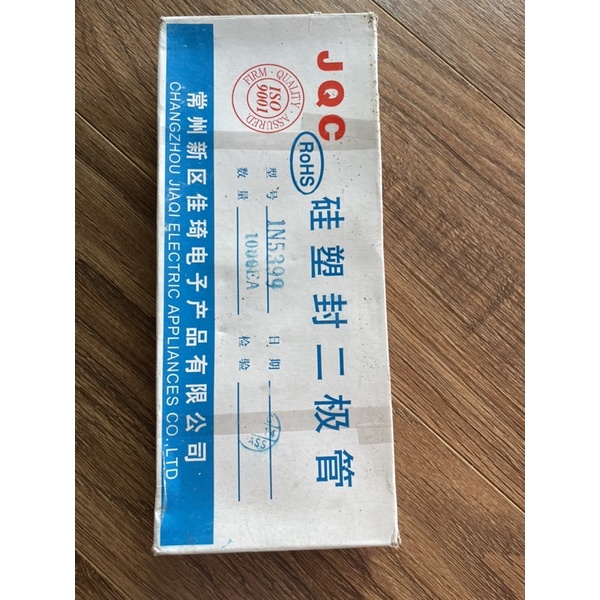 JQC
FIRM · QUALITY · ASSURED
ISO
9001
RoHS
硅塑封二极管
型号 1N5399 日期
数量 1000EA 检验
ASS
常州新区佳琦电子产品有限公司
CHANGZHOU JIAQI ELECTRIC APPLIANCES CO.,LTD